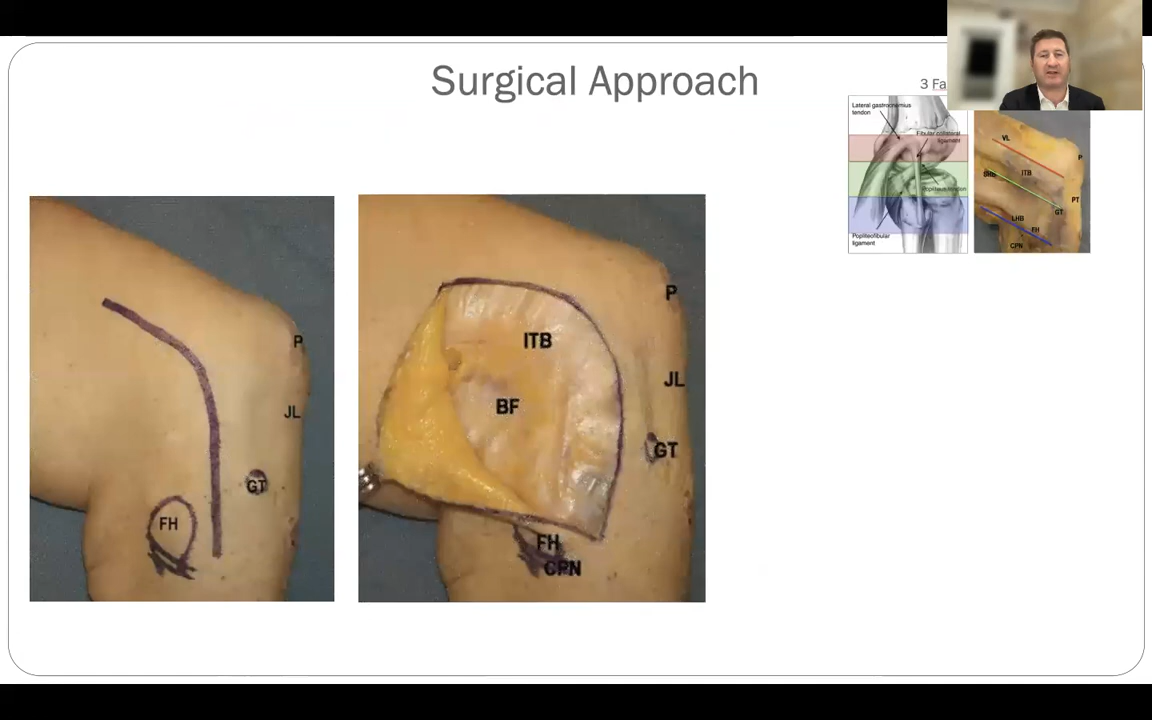 Surgical Approach
3 Fa
Lateral gastrocnemius
tendon
Fibular collateral
ligament
Popliteus tendon
Popliteofibular
ligament
VL
P
ITB
SHB
PT
GT
LHB
FH
CPN
P
JL
GT
FH
ITB
BF
P
JL
GT
FH
CPN